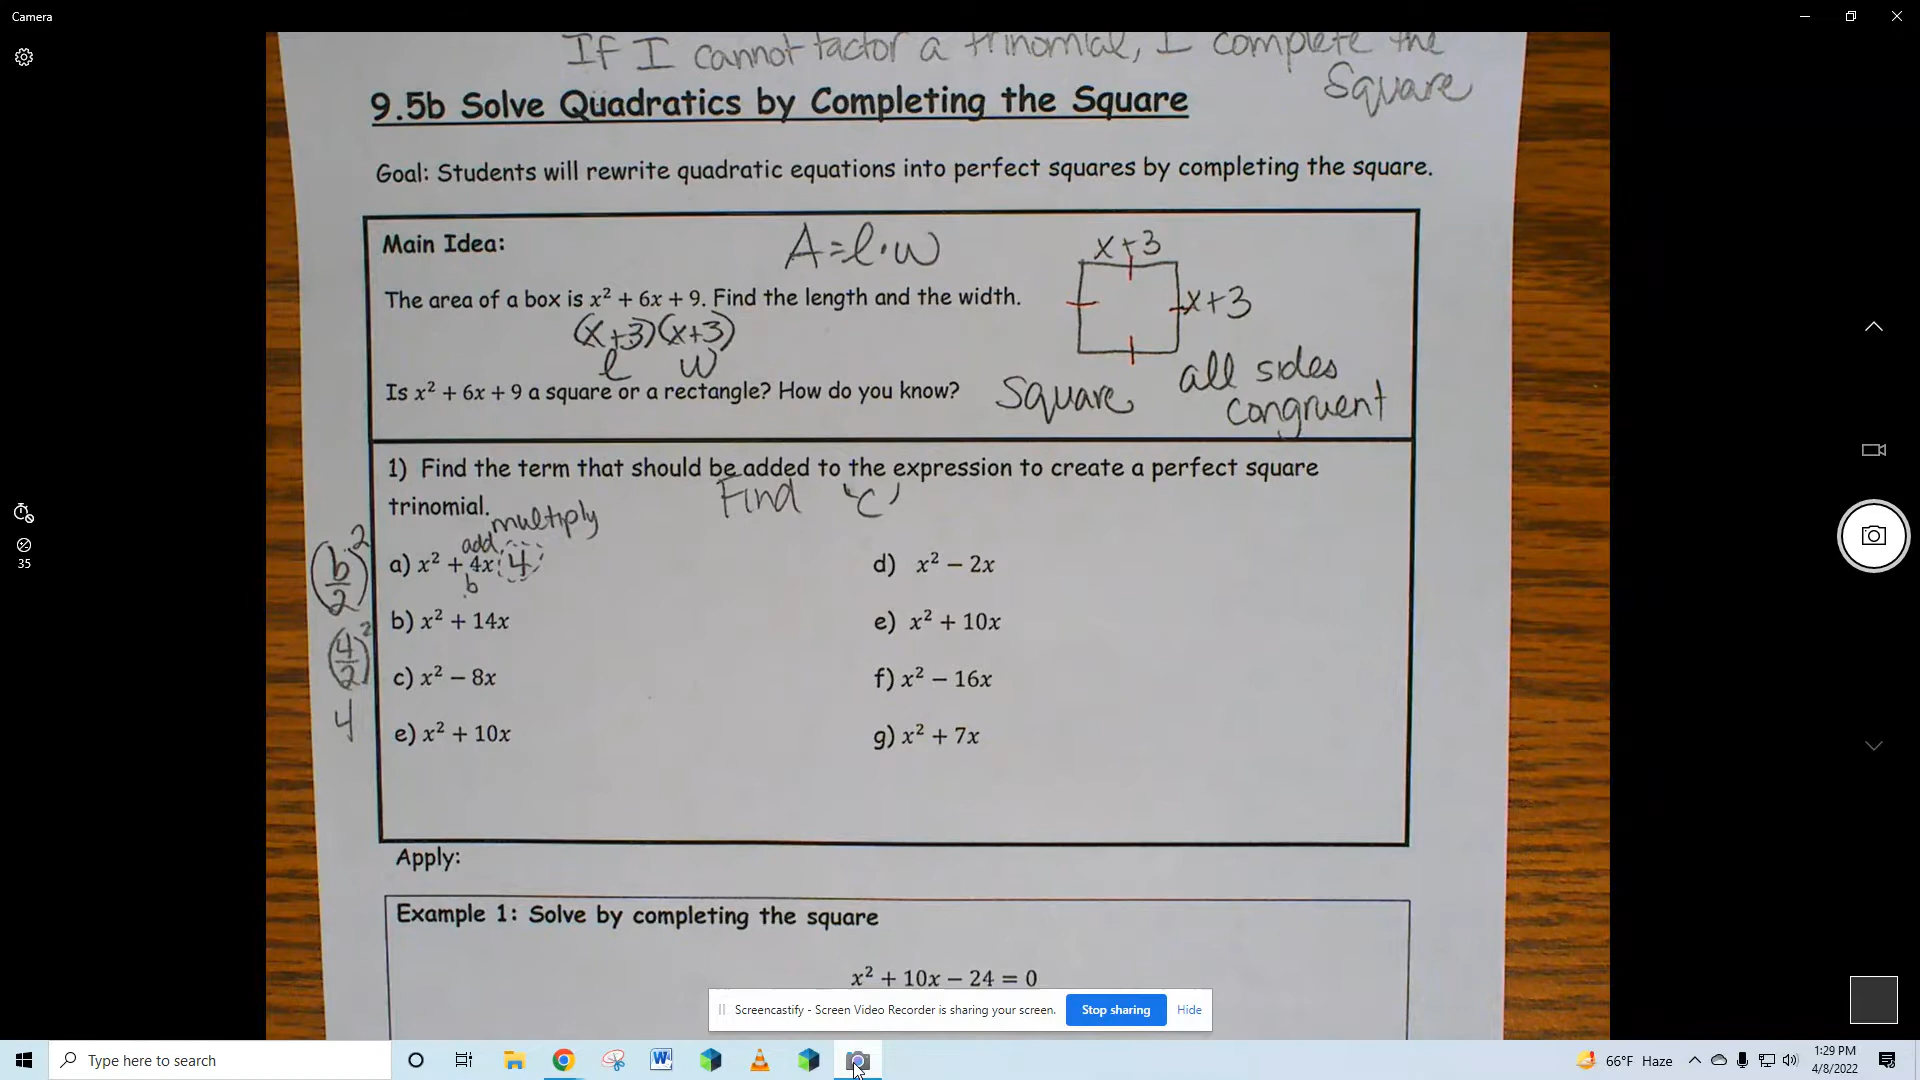 Camera
If I cannot factor a trinomial, I complete the
Square
9.5b Solve Quadratics by Completing the Square
Goal: Students will rewrite quadratic equations into perfect squares by completing the square.
Main Idea:
A = l · w
x+3
The area of a box is x² + 6x + 9. Find the length and the width.
x+3
(x+3)(x+3)
l w
Is x² + 6x + 9 a square or a rectangle? How do you know?
Square
all sides
congruent
1) Find the term that should be added to the expression to create a perfect square
trinomial.
Find "c"
multiply
add
a) x² + 4x 4
b
d) x² − 2x
(b/2)²
b) x² + 14x
e) x² + 10x
(4/2)²
c) x² − 8x
f) x² − 16x
4
e) x² + 10x
g) x² + 7x
Apply:
Example 1: Solve by completing the square
x² + 10x − 24 = 0
35
Screencastify - Screen Video Recorder is sharing your screen.
Stop sharing
Hide
Type here to search
66°F Haze
1:29 PM
4/8/2022